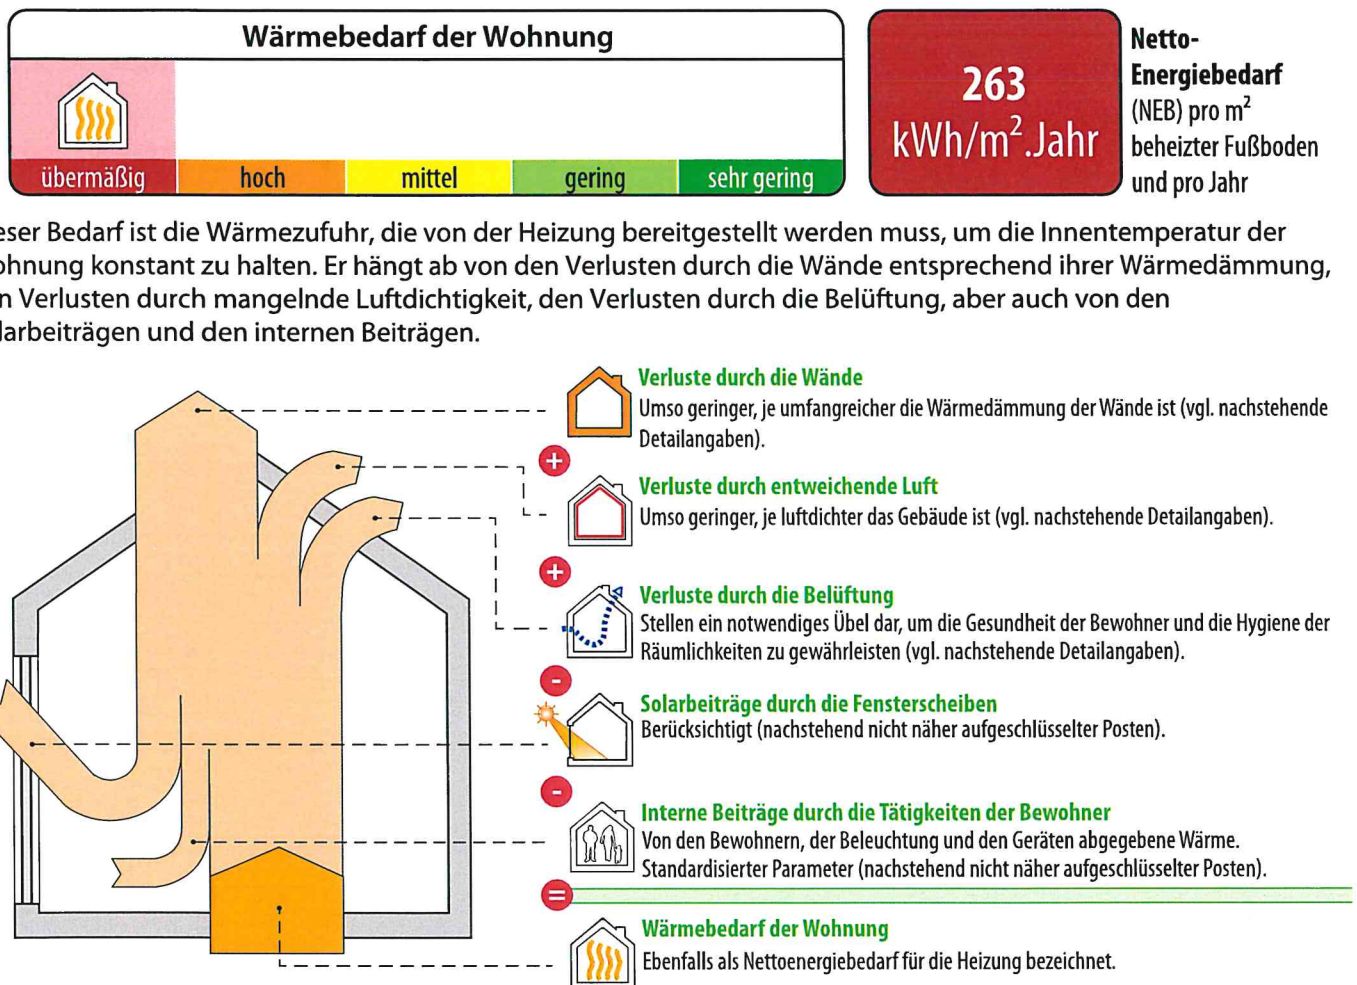 Wärmebedarf der Wohnung
übermäßig hoch mittel gering sehr gering
263
kWh/m².Jahr
Netto-
Energiebedarf
(NEB) pro m²
beheizter Fußboden
und pro Jahr
eser Bedarf ist die Wärmezufuhr, die von der Heizung bereitgestellt werden muss, um die Innentemperatur der
ohnung konstant zu halten. Er hängt ab von den Verlusten durch die Wände entsprechend ihrer Wärmedämmung,
n Verlusten durch mangelnde Luftdichtigkeit, den Verlusten durch die Belüftung, aber auch von den
larbeiträgen und den internen Beiträgen.
Verluste durch die Wände
Umso geringer, je umfangreicher die Wärmedämmung der Wände ist (vgl. nachstehende
Detailangaben).
+
Verluste durch entweichende Luft
Umso geringer, je luftdichter das Gebäude ist (vgl. nachstehende Detailangaben).
+
Verluste durch die Belüftung
Stellen ein notwendiges Übel dar, um die Gesundheit der Bewohner und die Hygiene der
Räumlichkeiten zu gewährleisten (vgl. nachstehende Detailangaben).
-
Solarbeiträge durch die Fensterscheiben
Berücksichtigt (nachstehend nicht näher aufgeschlüsselter Posten).
-
Interne Beiträge durch die Tätigkeiten der Bewohner
Von den Bewohnern, der Beleuchtung und den Geräten abgegebene Wärme.
Standardisierter Parameter (nachstehend nicht näher aufgeschlüsselter Posten).
=
Wärmebedarf der Wohnung
Ebenfalls als Nettoenergiebedarf für die Heizung bezeichnet.